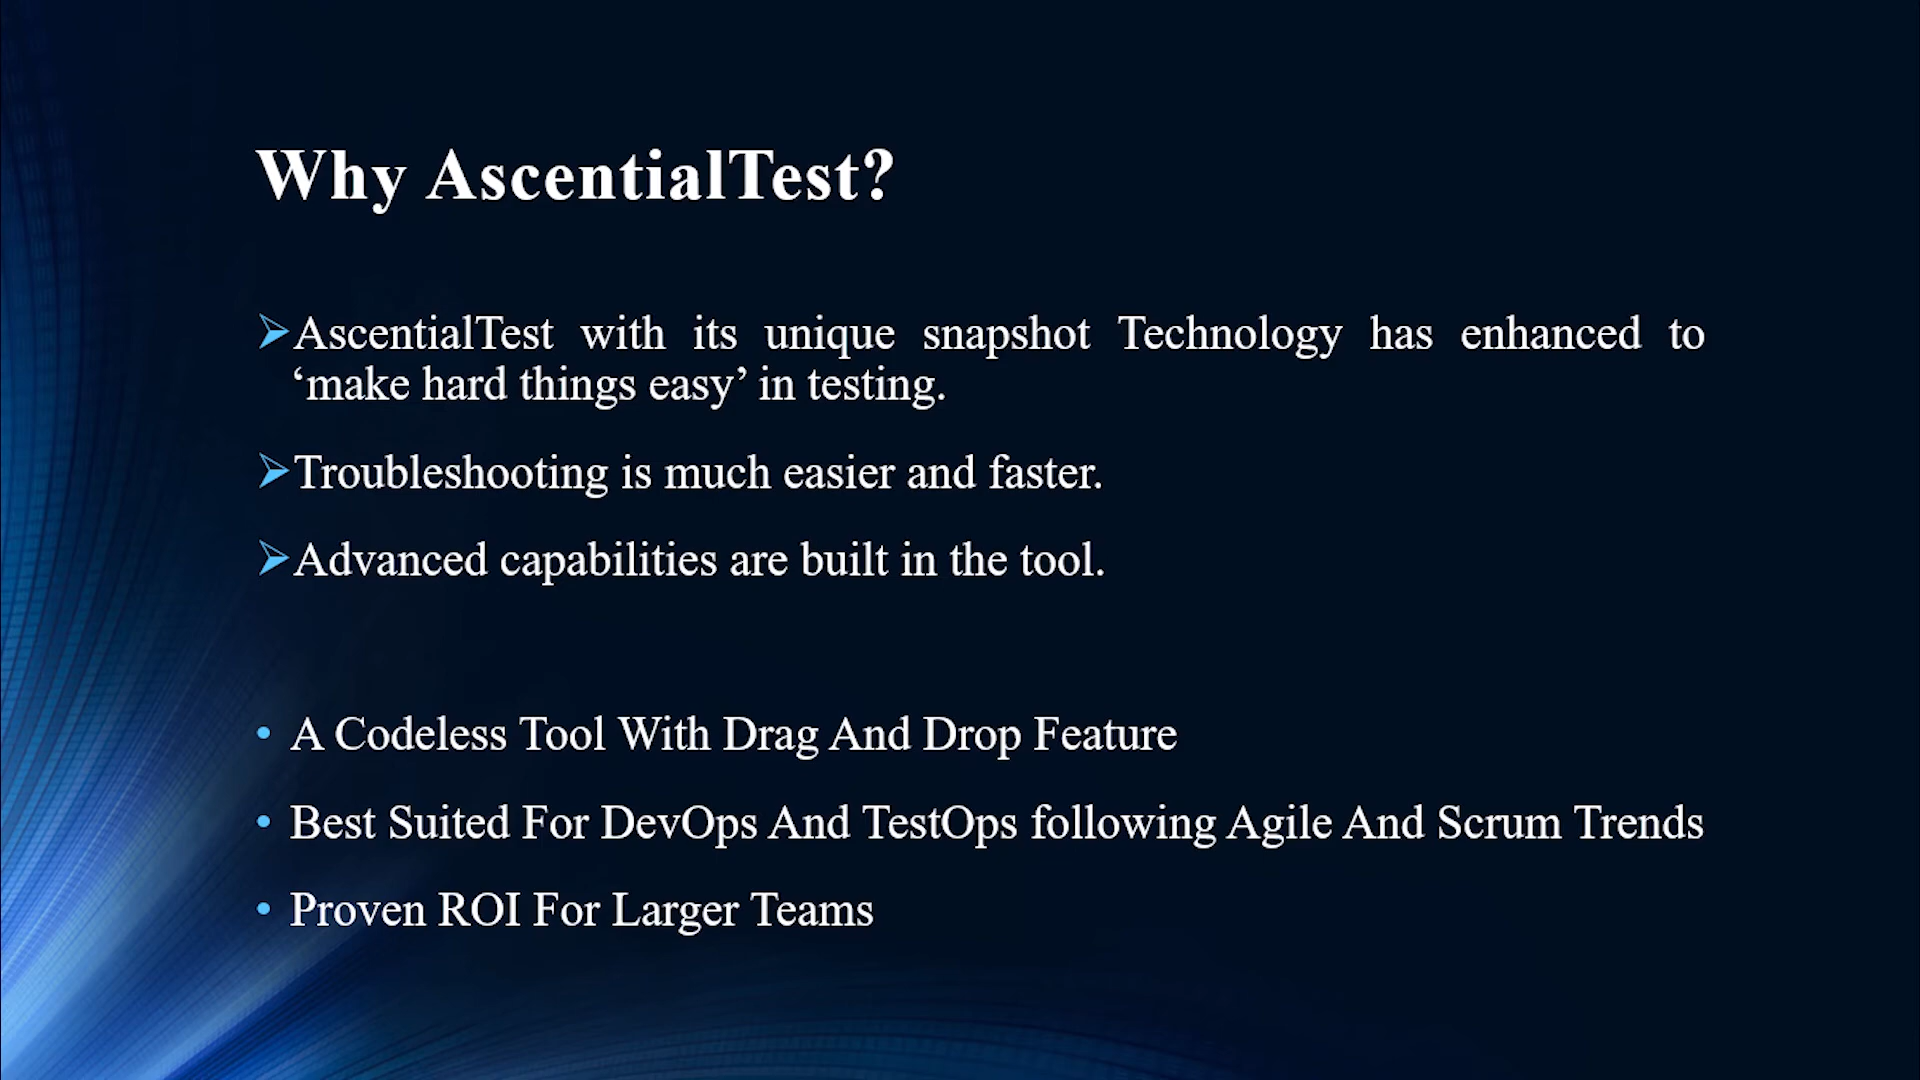 Why AscentialTest?
➢AscentialTest with its unique snapshot Technology has enhanced to
‘make hard things easy’ in testing.
➢Troubleshooting is much easier and faster.
➢Advanced capabilities are built in the tool.
• A Codeless Tool With Drag And Drop Feature
• Best Suited For DevOps And TestOps following Agile And Scrum Trends
• Proven ROI For Larger Teams